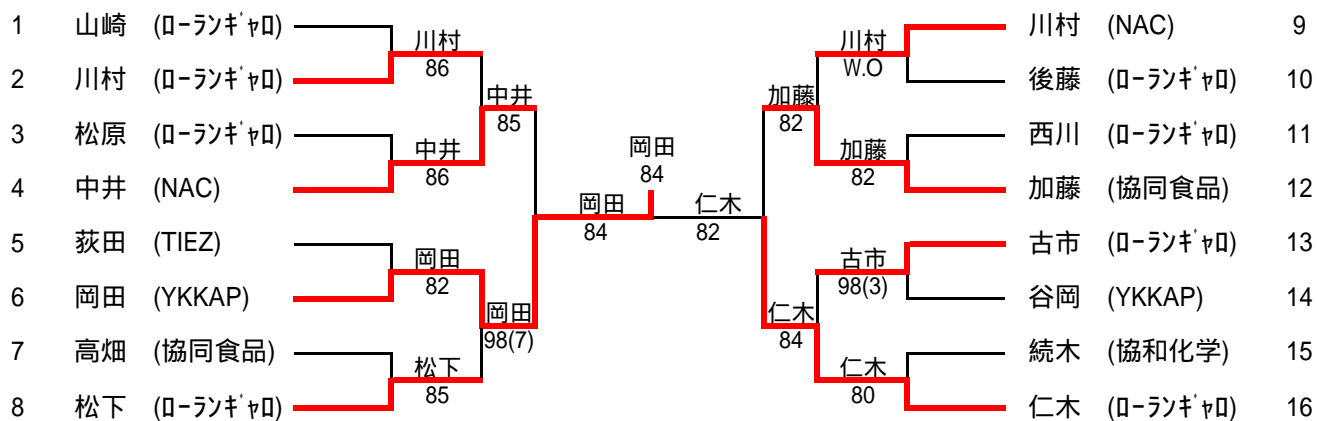 1 山崎 (ﾛｰﾗﾝｷﾞｬﾛ)
2 川村 (ﾛｰﾗﾝｷﾞｬﾛ)
3 松原 (ﾛｰﾗﾝｷﾞｬﾛ)
4 中井 (NAC)
5 荻田 (TIEZ)
6 岡田 (YKKAP)
7 高畑 (協同食品)
8 松下 (ﾛｰﾗﾝｷﾞｬﾛ)
川村
86
中井
86
岡田
82
松下
85
中井
85
岡田
98(7)
岡田
84
岡田
84
仁木
82
加藤
82
仁木
84
川村
W.O
加藤
82
古市
98(3)
仁木
80
川村 (NAC) 9
後藤 (ﾛｰﾗﾝｷﾞｬﾛ) 10
西川 (ﾛｰﾗﾝｷﾞｬﾛ) 11
加藤 (協同食品) 12
古市 (ﾛｰﾗﾝｷﾞｬﾛ) 13
谷岡 (YKKAP) 14
続木 (協和化学) 15
仁木 (ﾛｰﾗﾝｷﾞｬﾛ) 16